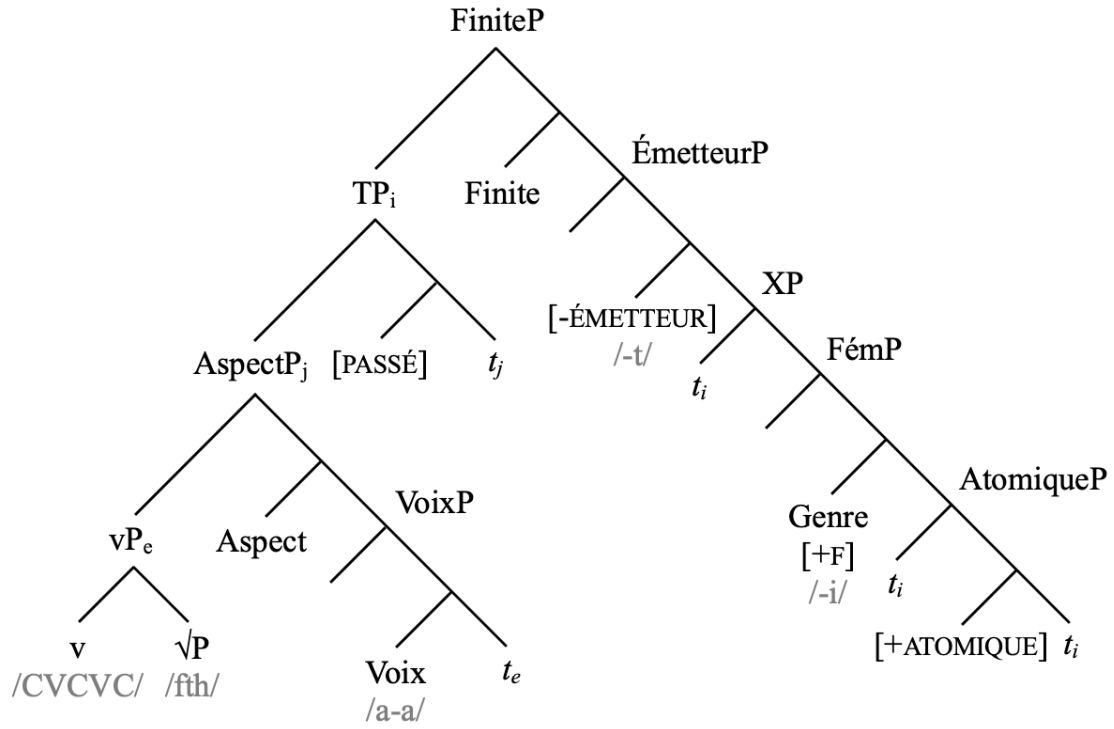 FiniteP
ÉmetteurP
TPᵢ Finite
XP
[-ÉMETTEUR]
/-t/
FémP
AspectPⱼ [PASSÉ] tⱼ
tᵢ
AtomiqueP
VoixP
Genre
[+F]
/-i/
vPₑ Aspect
tᵢ
v √P
/CVCVC/ /fth/
Voix
/a-a/
tₑ
[+ATOMIQUE] tᵢ